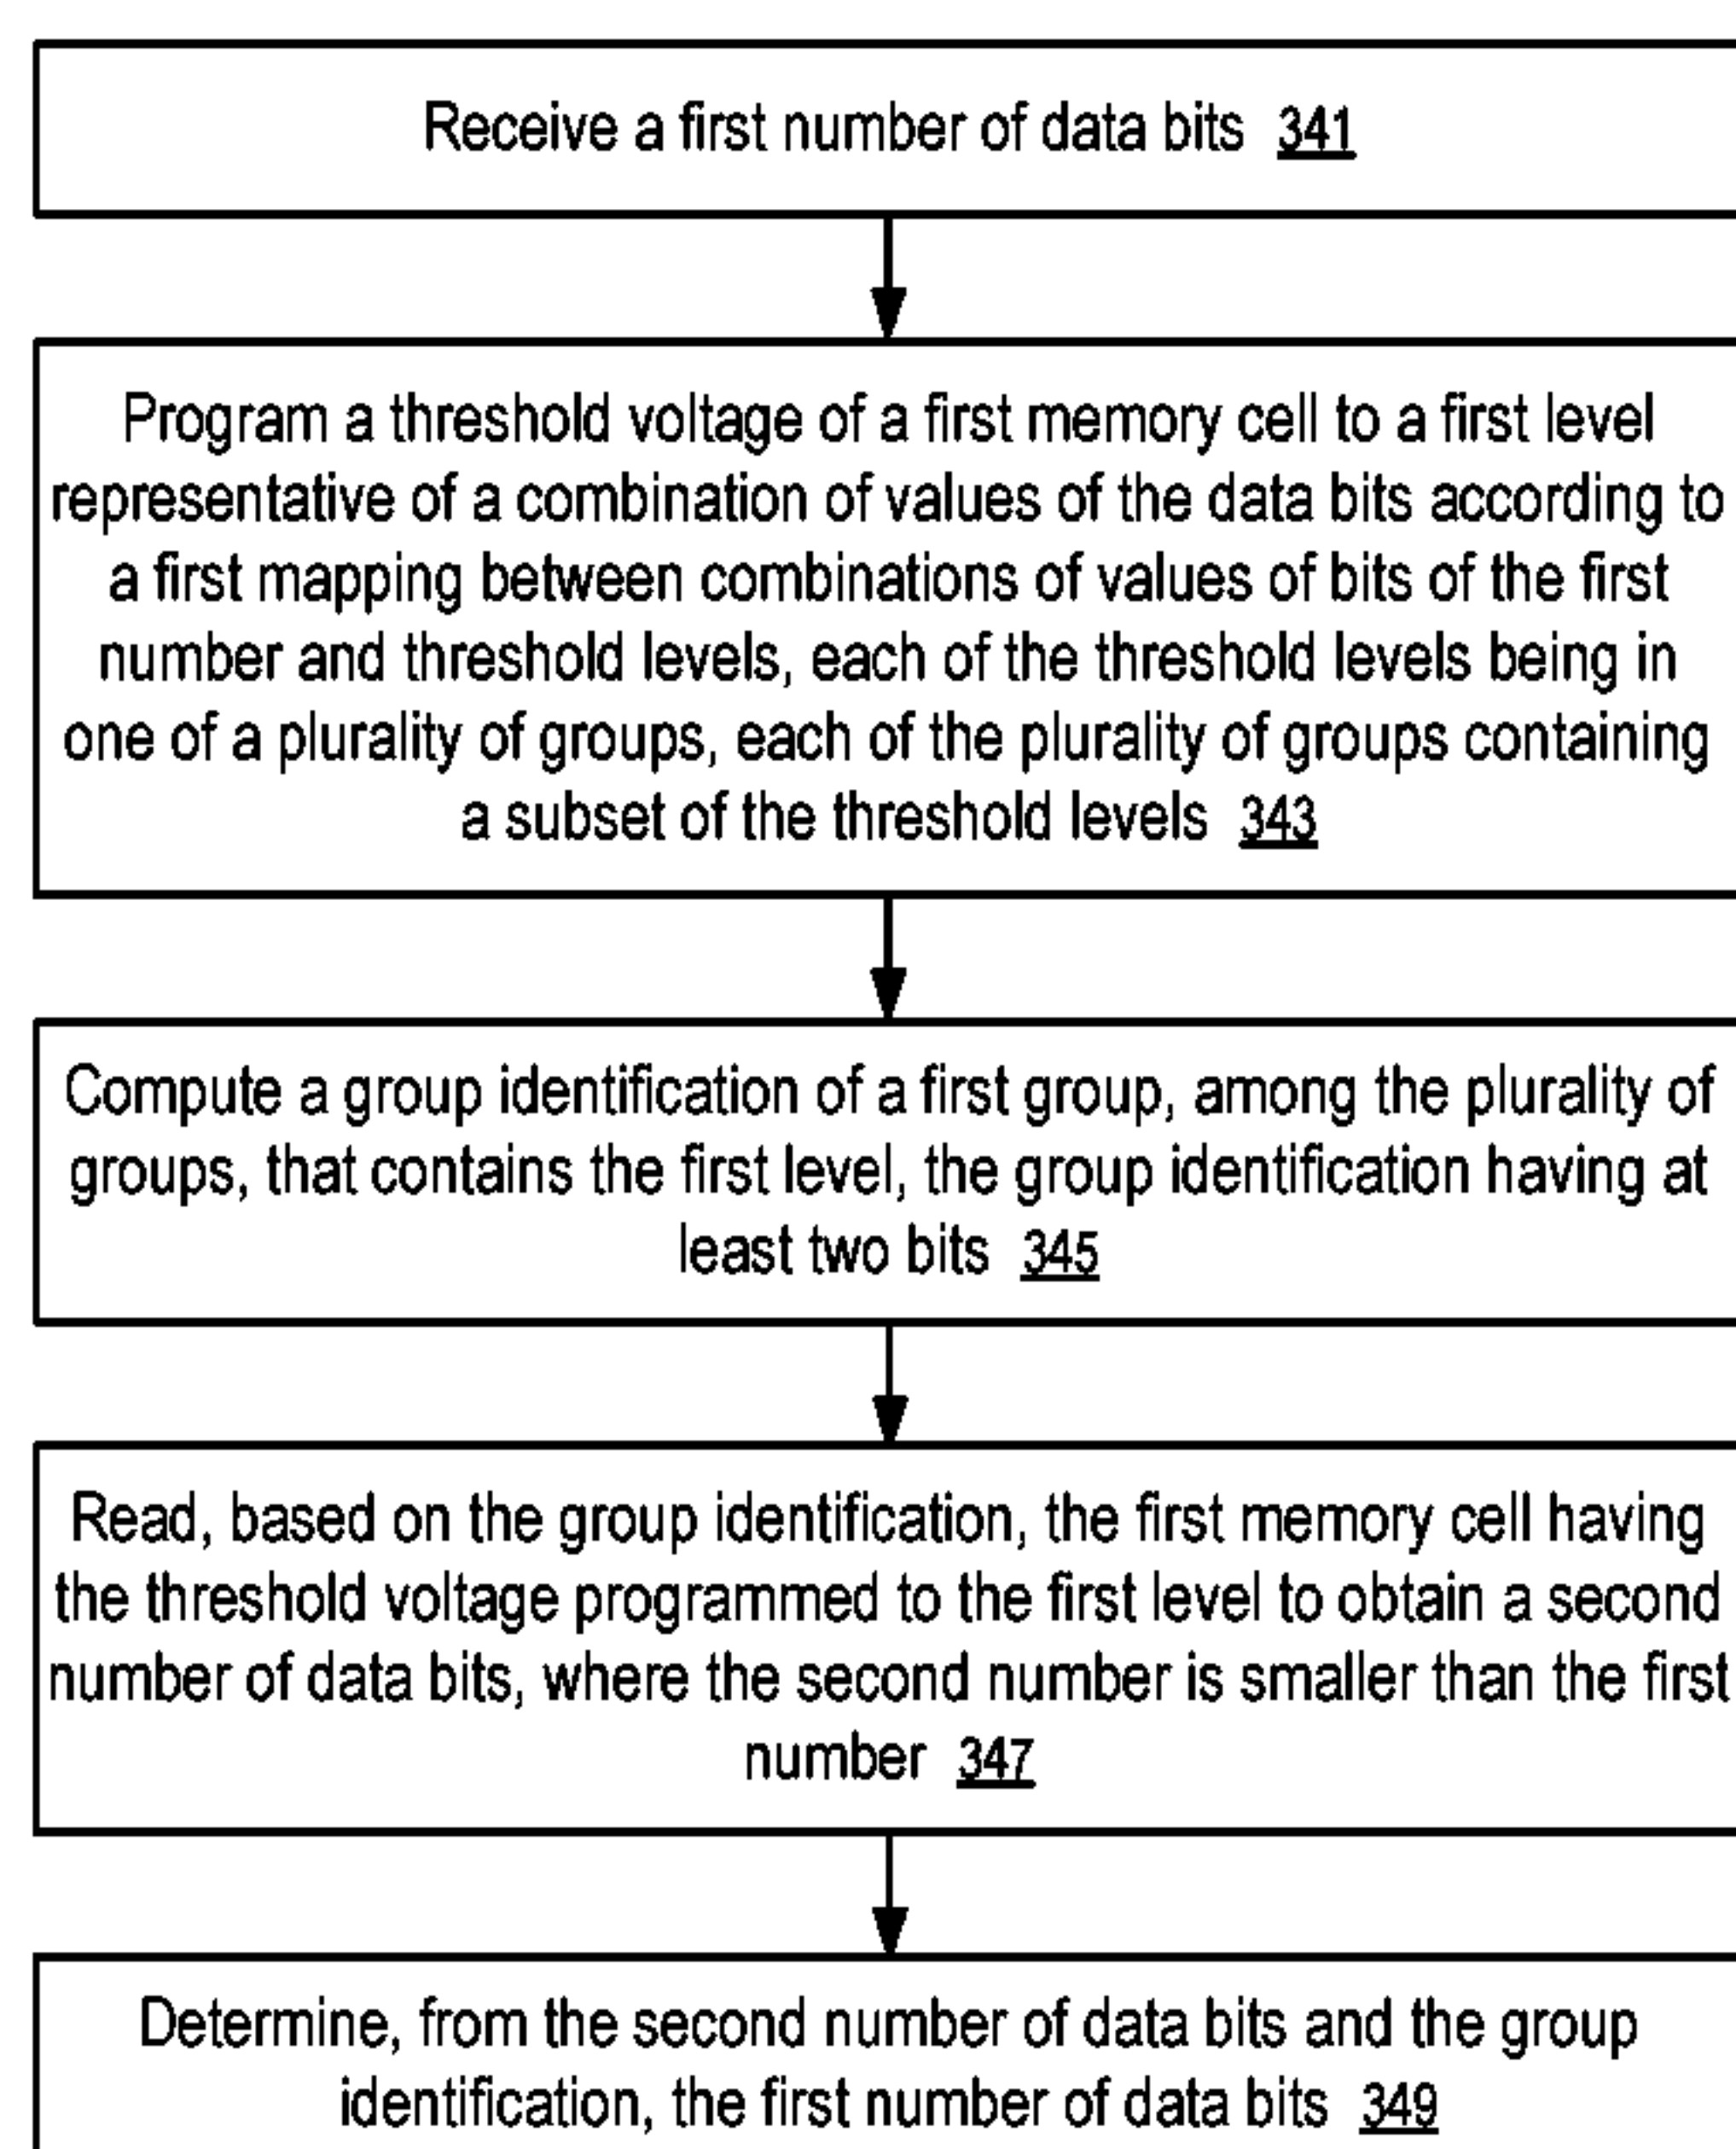 Receive a first number of data bits 341
Program a threshold voltage of a first memory cell to a first level
representative of a combination of values of the data bits according to
a first mapping between combinations of values of bits of the first
number and threshold levels, each of the threshold levels being in
one of a plurality of groups, each of the plurality of groups containing
a subset of the threshold levels 343
Compute a group identification of a first group, among the plurality of
groups, that contains the first level, the group identification having at
least two bits 345
Read, based on the group identification, the first memory cell having
the threshold voltage programmed to the first level to obtain a second
number of data bits, where the second number is smaller than the first
number 347
Determine, from the second number of data bits and the group
identification, the first number of data bits 349